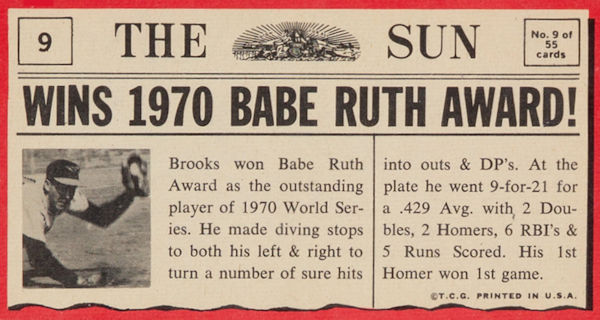 9
THE SUN
No. 9 of
55
cards
WINS 1970 BABE RUTH AWARD!
Brooks won Babe Ruth
Award as the outstanding
player of 1970 World Ser-
ies. He made diving stops
to both his left & right to
turn a number of sure hits
into outs & DP's. At the
plate he went 9-for-21 for
a .429 Avg. with 2 Dou-
bles, 2 Homers, 6 RBI's &
5 Runs Scored. His 1st
Homer won 1st game.
©T.C.G. PRINTED IN U.S.A.